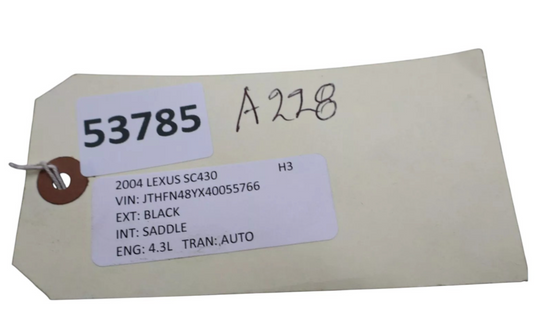 53785
A228
2004 LEXUS SC430 H3
VIN: JTHFN48YX40055766
EXT: BLACK
INT: SADDLE
ENG: 4.3L TRAN: AUTO